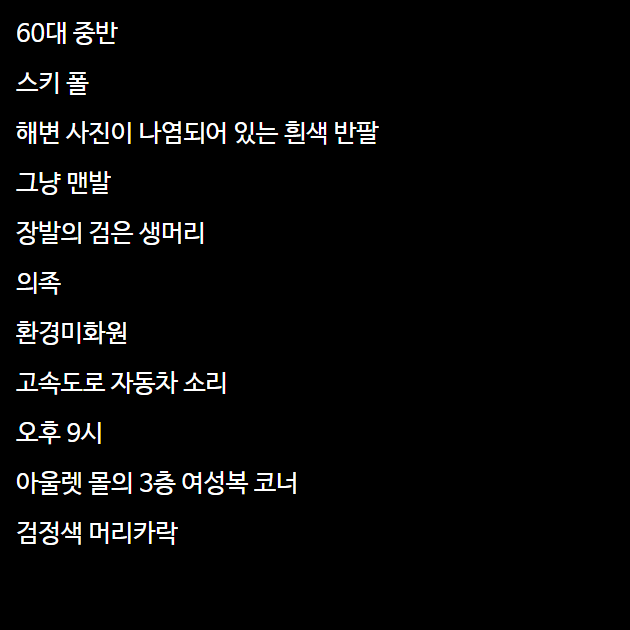 60대 중반
스키 폴
해변 사진이 나염되어 있는 흰색 반팔
그냥 맨발
장발의 검은 생머리
의족
환경미화원
고속도로 자동차 소리
오후 9시
아울렛 몰의 3층 여성복 코너
검정색 머리카락